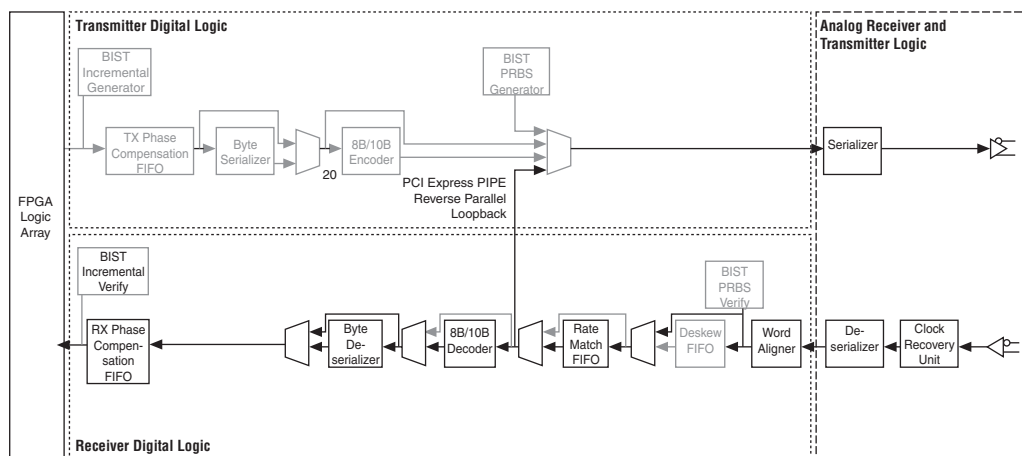 Transmitter Digital Logic
Analog Receiver and
Transmitter Logic
BIST
Incremental
Generator
BIST
PRBS
Generator
TX Phase
Compensation
FIFO
Byte
Serializer
20
8B/10B
Encoder
Serializer
PCI Express PIPE
Reverse Parallel
Loopback
FPGA
Logic
Array
BIST
Incremental
Verify
BIST
PRBS
Verify
RX Phase
Compen-
sation
FIFO
Byte
De-
serializer
8B/10B
Decoder
Rate
Match
FIFO
Deskew
FIFO
Word
Aligner
De-
serializer
Clock
Recovery
Unit
Receiver Digital Logic